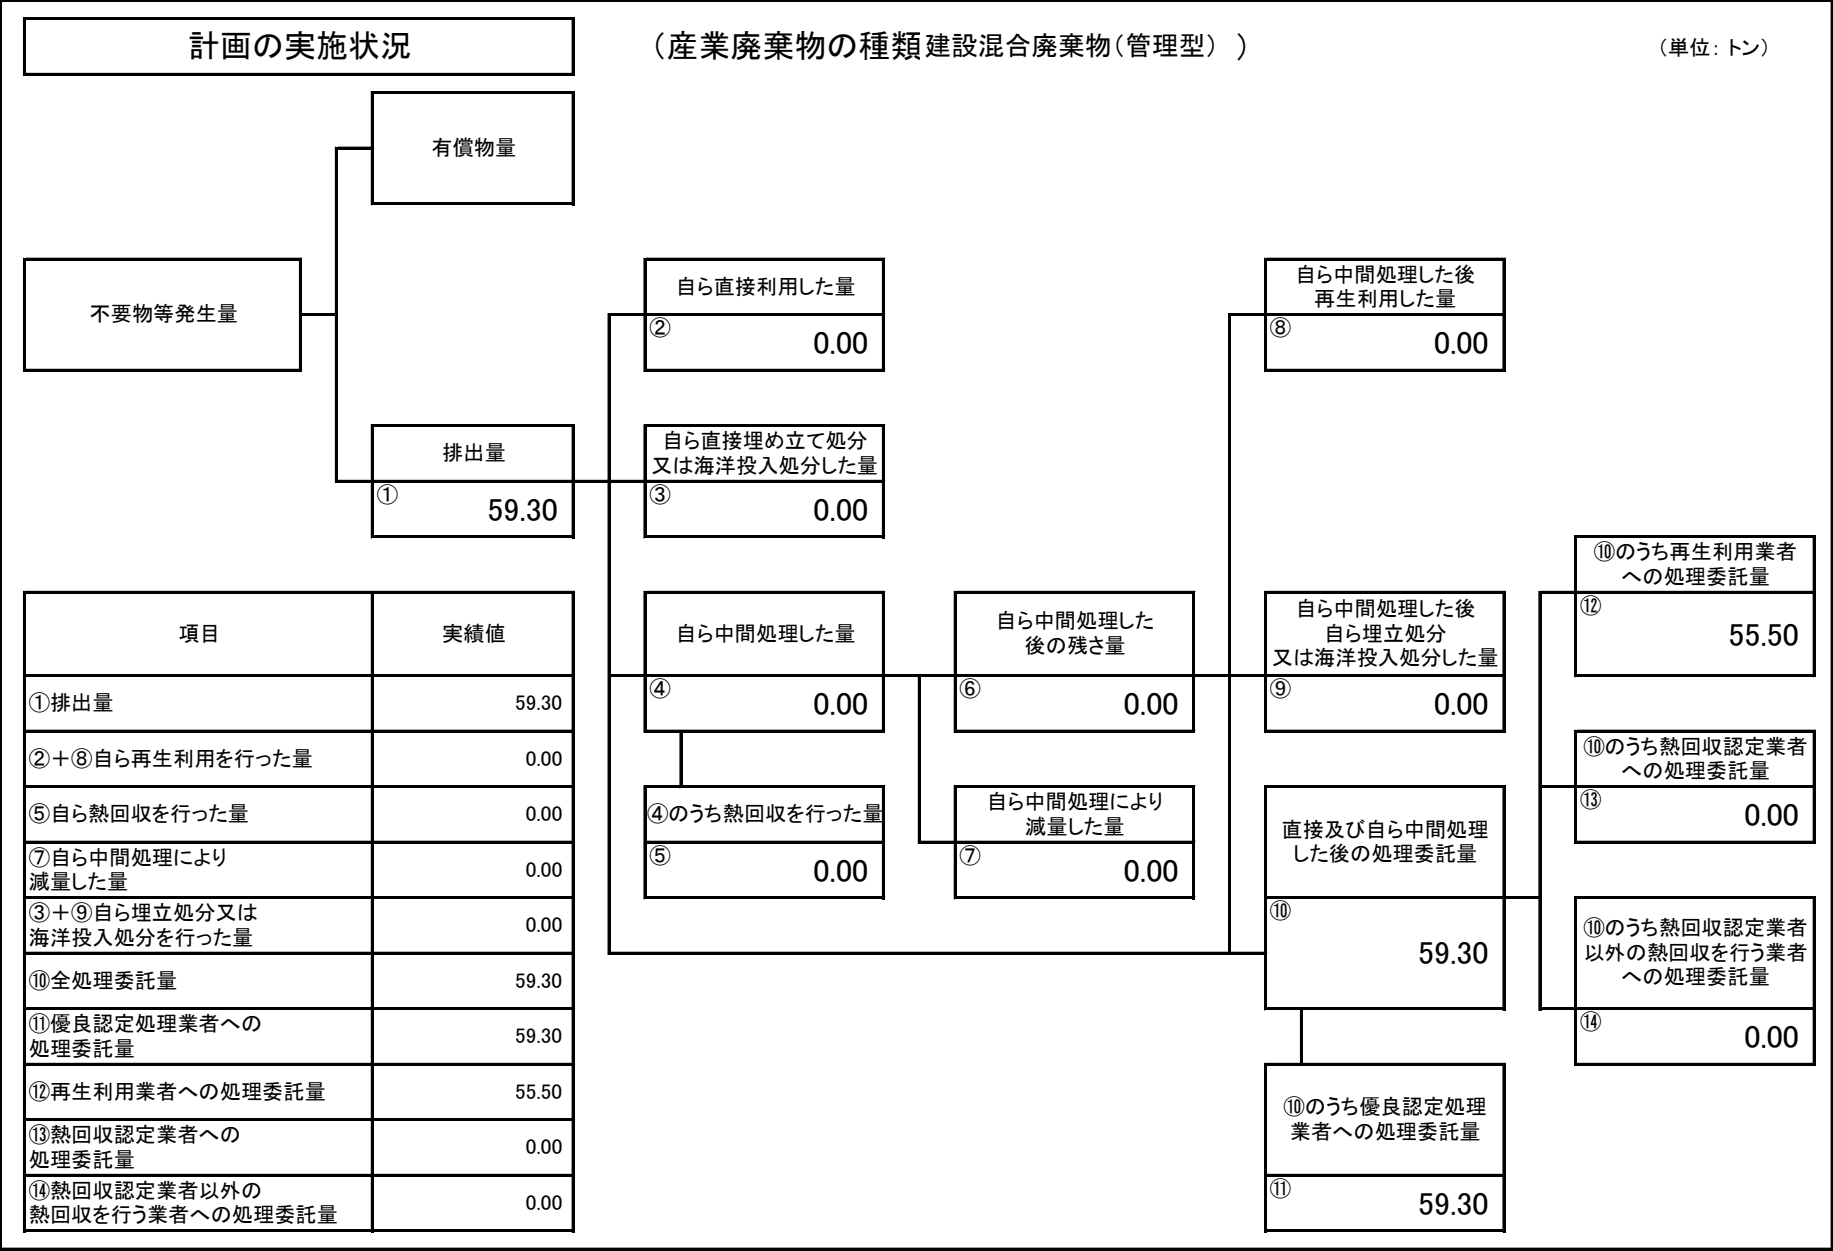 計画の実施状況
（産業廃棄物の種類建設混合廃棄物（管理型） ）
（単位：トン）
有償物量
不要物等発生量
自ら直接利用した量
②
0.00
自ら中間処理した後
再生利用した量
⑧
0.00
排出量
①
59.30
自ら直接埋め立て処分
又は海洋投入処分した量
③
0.00
⑩のうち再生利用業者
への処理委託量
⑫
55.50
自ら中間処理した量
④
0.00
自ら中間処理した
後の残さ量
⑥
0.00
自ら中間処理した後
自ら埋立処分
又は海洋投入処分した量
⑨
0.00
⑩のうち熱回収認定業者
への処理委託量
⑬
0.00
④のうち熱回収を行った量
⑤
0.00
自ら中間処理により
減量した量
⑦
0.00
直接及び自ら中間処理
した後の処理委託量
⑩
59.30
⑩のうち熱回収認定業者
以外の熱回収を行う業者
への処理委託量
⑭
0.00
⑩のうち優良認定処理
業者への処理委託量
⑪
59.30
項目 実績値
①排出量 59.30
②＋⑧自ら再生利用を行った量 0.00
⑤自ら熱回収を行った量 0.00
⑦自ら中間処理により
減量した量 0.00
③＋⑨自ら埋立処分又は
海洋投入処分を行った量 0.00
⑩全処理委託量 59.30
⑪優良認定処理業者への
処理委託量 59.30
⑫再生利用業者への処理委託量 55.50
⑬熱回収認定業者への
処理委託量 0.00
⑭熱回収認定業者以外の
熱回収を行う業者への処理委託量 0.00